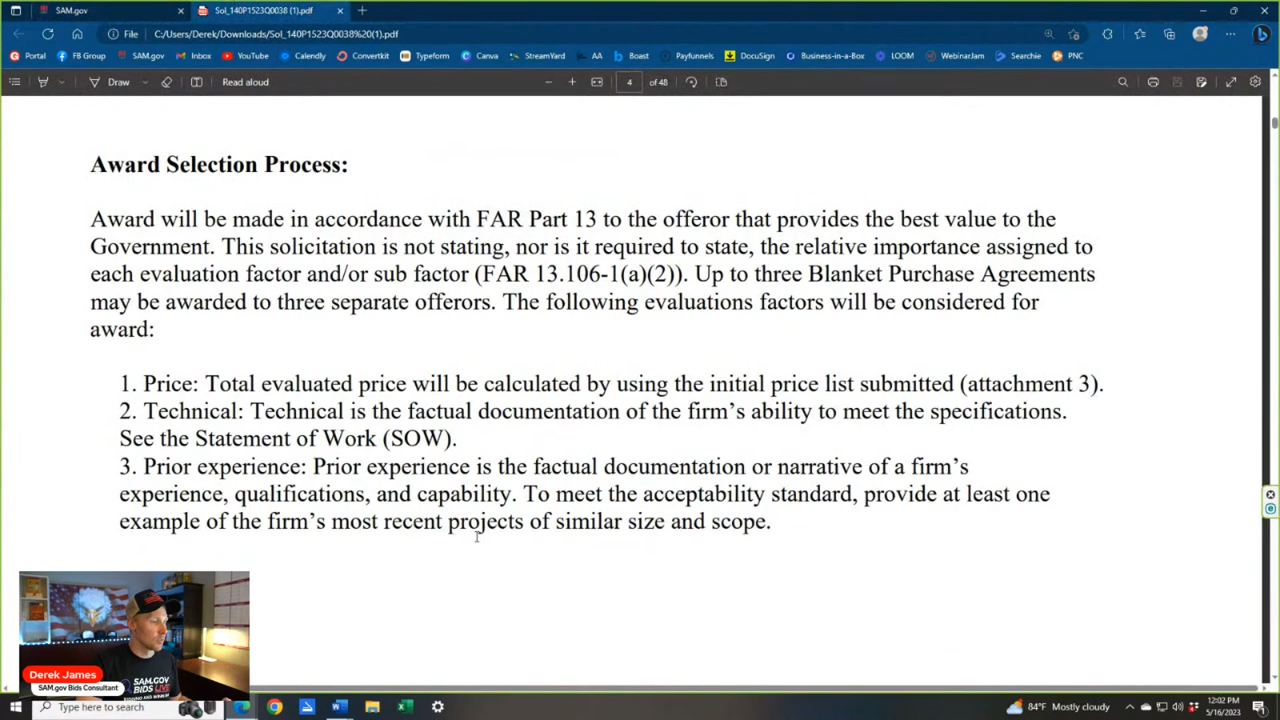 SAM.gov
Sol_140P1523Q0038 (1).pdf
File
C:/Users/Derek/Downloads/Sol_140P1523Q0038%20(1).pdf
Portal
FB Group
SAM.gov
Inbox
YouTube
Calendly
Convertkit
Typeform
Canva
StreamYard
AA
Boast
Payfunnels
DocuSign
Business-in-a-Box
LOOM
WebinarJam
Searchie
PNC
Draw
Read aloud
4
of 48
Award Selection Process:
Award will be made in accordance with FAR Part 13 to the offeror that provides the best value to the
Government. This solicitation is not stating, nor is it required to state, the relative importance assigned to
each evaluation factor and/or sub factor (FAR 13.106-1(a)(2)). Up to three Blanket Purchase Agreements
may be awarded to three separate offerors. The following evaluations factors will be considered for
award:
1. Price: Total evaluated price will be calculated by using the initial price list submitted (attachment 3).
2. Technical: Technical is the factual documentation of the firm's ability to meet the specifications.
See the Statement of Work (SOW).
3. Prior experience: Prior experience is the factual documentation or narrative of a firm's
experience, qualifications, and capability. To meet the acceptability standard, provide at least one
example of the firm's most recent projects of similar size and scope.
SAM.GOV
BIDS LIVE
Derek James
SAM.gov Bids Consultant
Type here to search
84°F Mostly cloudy
12:02 PM
5/16/2023